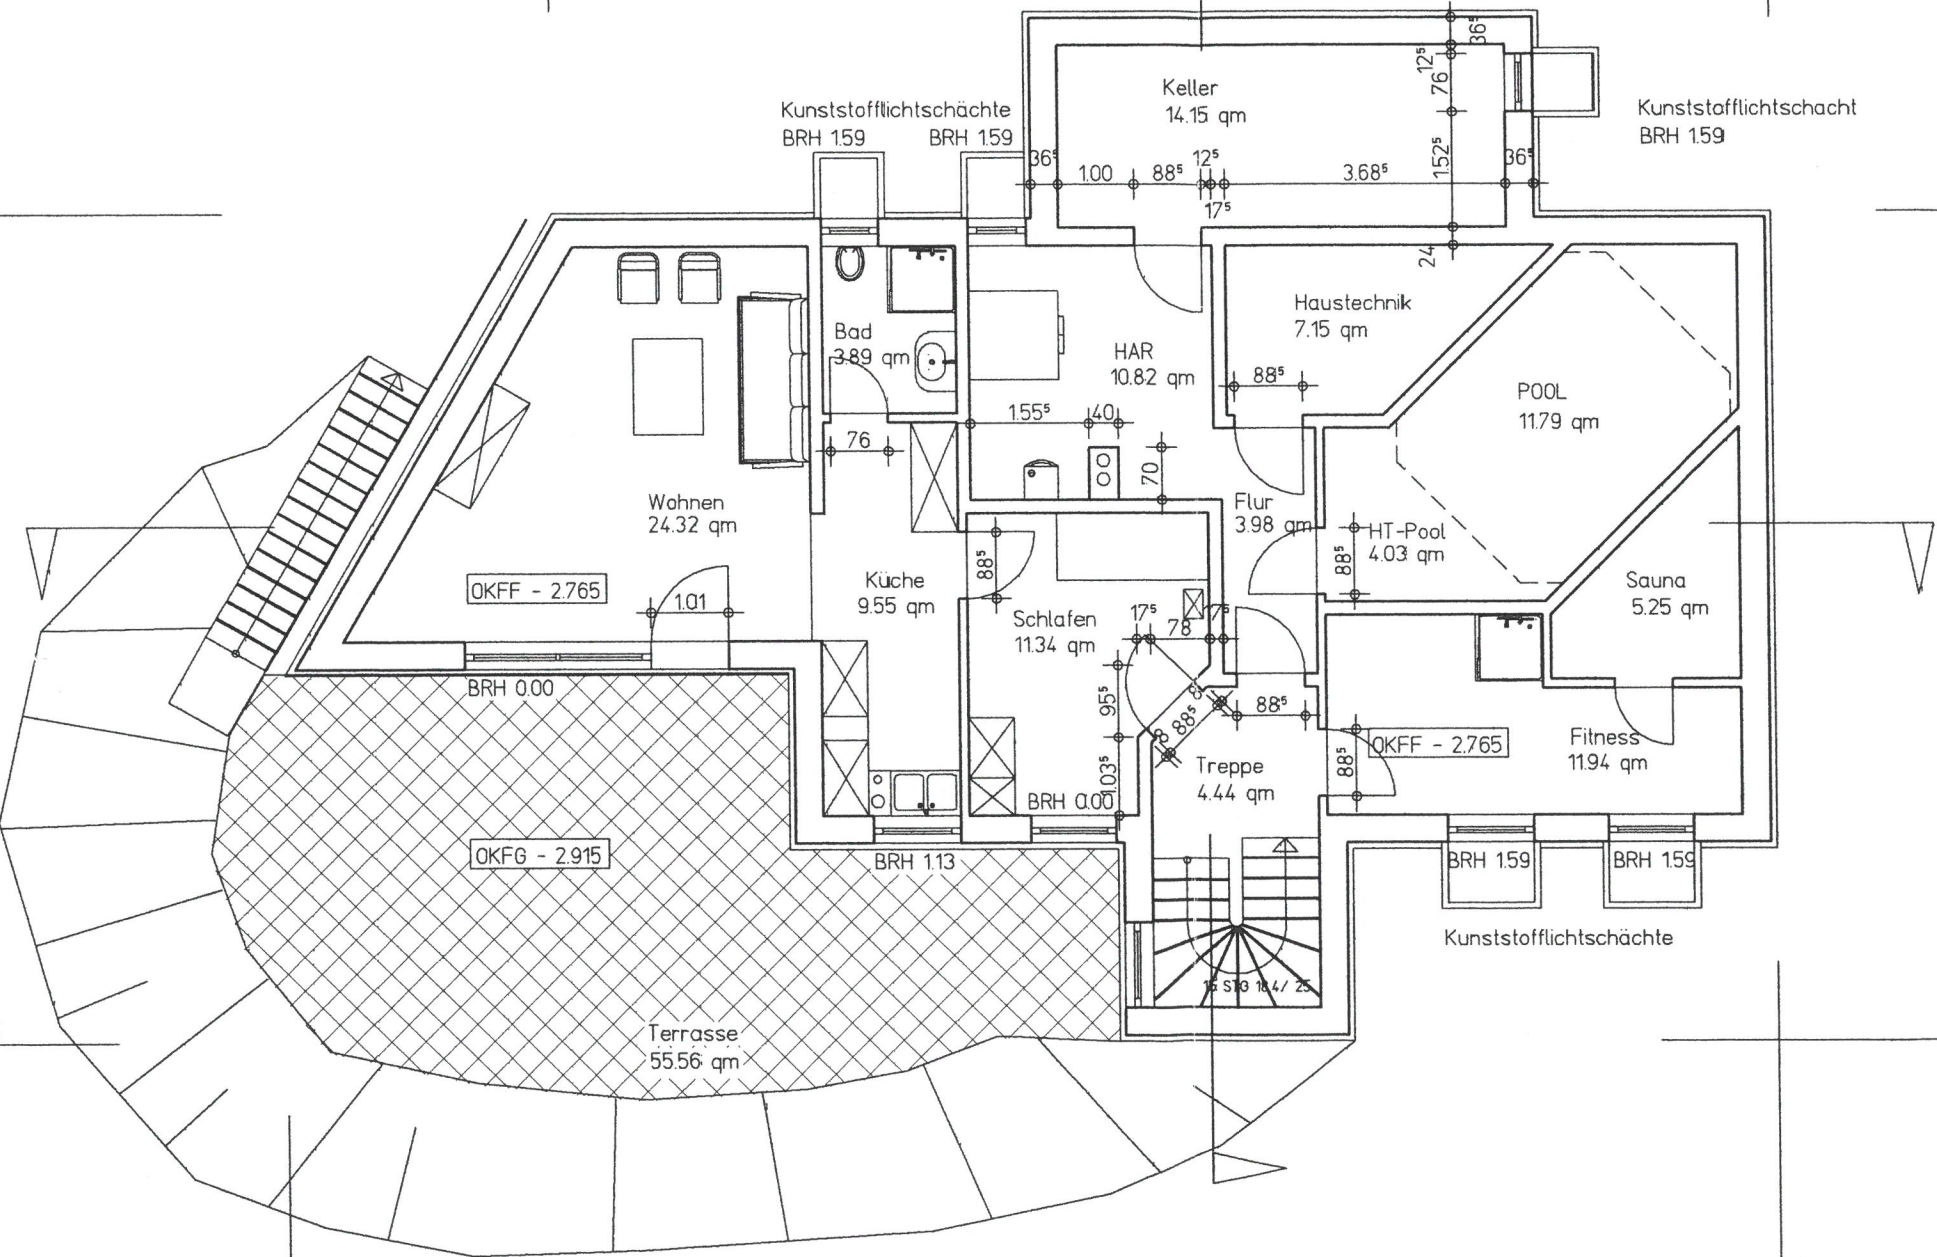 36⁵
12⁵
76
1.52⁵
24
Keller
14.15 qm
Kunststofflichtschächte
BRH 1.59 BRH 1.59
Kunststofflichtschacht
BRH 1.59
36⁵ 1.00 88⁵ 12⁵ 17⁵ 3.68⁵ 36⁵
Haustechnik
7.15 qm
Bad
3.89 qm
HAR
10.82 qm
88⁵
POOL
11.79 qm
1.55⁵ 40
76
70
Wohnen
24.32 qm
Flur
3.98 qm
HT-Pool
4.03 qm
88⁵
88⁵
OKFF - 2.765
1.01
Küche
9.55 qm
Sauna
5.25 qm
Schlafen
11.34 qm
17⁵ 78 17⁵
BRH 0.00
95⁵
88⁵
88⁵
1.03⁵
OKFF - 2.765
88⁵
Fitness
11.94 qm
Treppe
4.44 qm
BRH 0.00
OKFG - 2.915
BRH 1.13
BRH 1.59 BRH 1.59
Kunststofflichtschächte
STG 18.4/ 25
Terrasse
55.56 qm